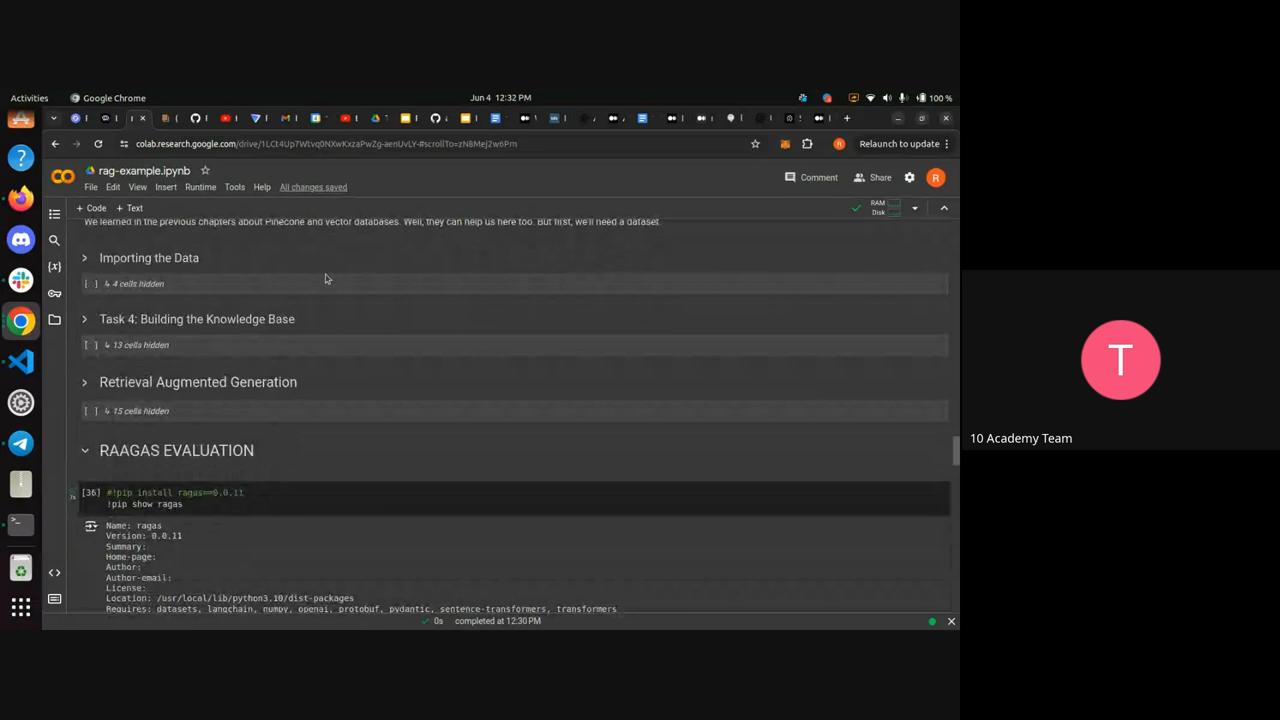 Activities
Google Chrome
Jun 4 12:32 PM
100 %
colab.research.google.com/drive/1LCt4Up7Wtvq0NXwKxzaPwZg-aenUvLY-#scrollTo=zN8Mej2w6Pm
Relaunch to update
rag-example.ipynb
File Edit View Insert Runtime Tools Help All changes saved
Comment
Share
R
+ Code + Text
RAM
Disk
We learned in the previous chapters about Pinecone and vector databases. Well, they can help us here too. But first, we'll need a dataset
Importing the Data
[ ] ↳ 4 cells hidden
Task 4: Building the Knowledge Base
[ ] ↳ 13 cells hidden
Retrieval Augmented Generation
[ ] ↳ 15 cells hidden
RAAGAS EVALUATION
[36] #!pip install ragas==0.0.11
7s
!pip show ragas
Name: ragas
Version: 0.0.11
Summary:
Home-page:
Author:
Author-email:
License:
Location: /usr/local/lib/python3.10/dist-packages
Requires: datasets, langchain, numpy, openai, protobuf, pydantic, sentence-transformers, transformers
0s completed at 12:30 PM
T
10 Academy Team